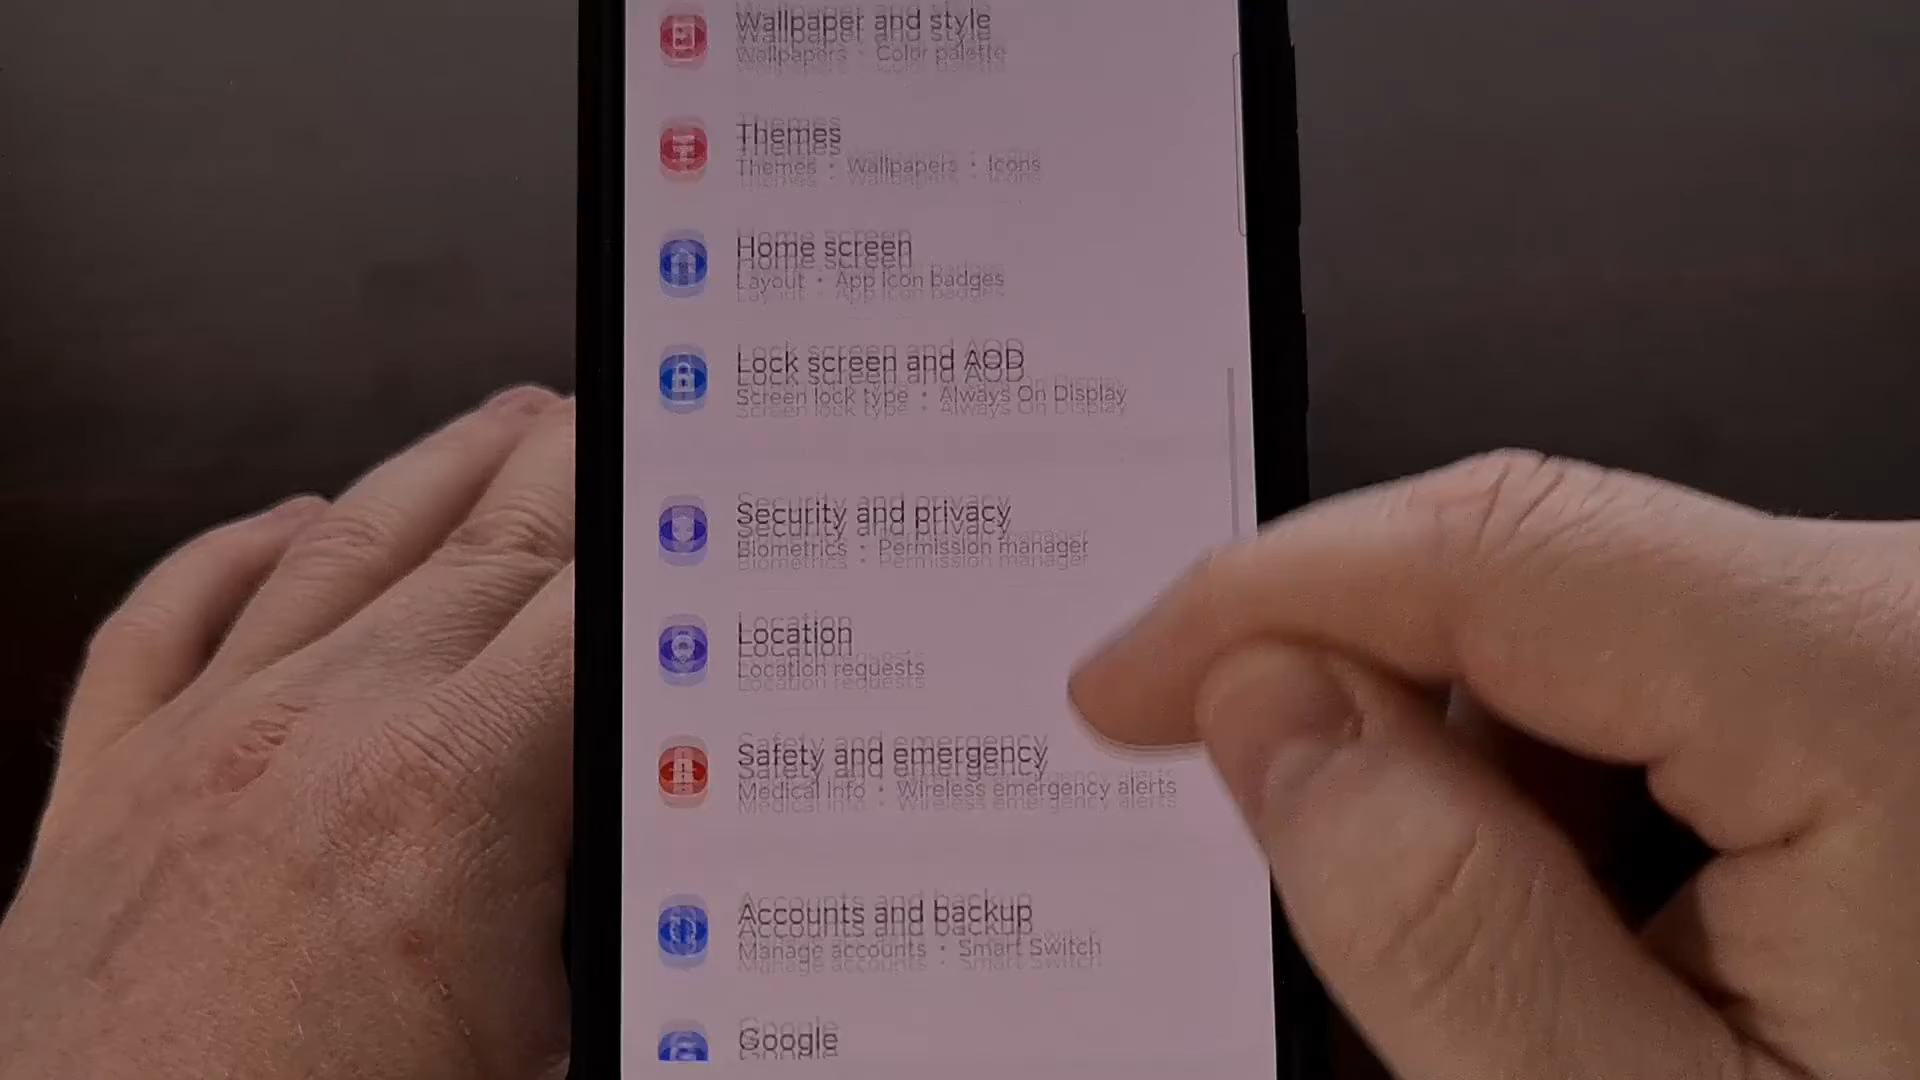 Wallpaper and style
Wallpapers • Color palette
Themes
Themes • Wallpapers • Icons
Home screen
Layout • App icon badges
Lock screen and AOD
Screen lock type • Always On Display
Security and privacy
Biometrics • Permission manager
Location
Location requests
Safety and emergency
Medical info • Wireless emergency alerts
Accounts and backup
Manage accounts • Smart Switch
Google